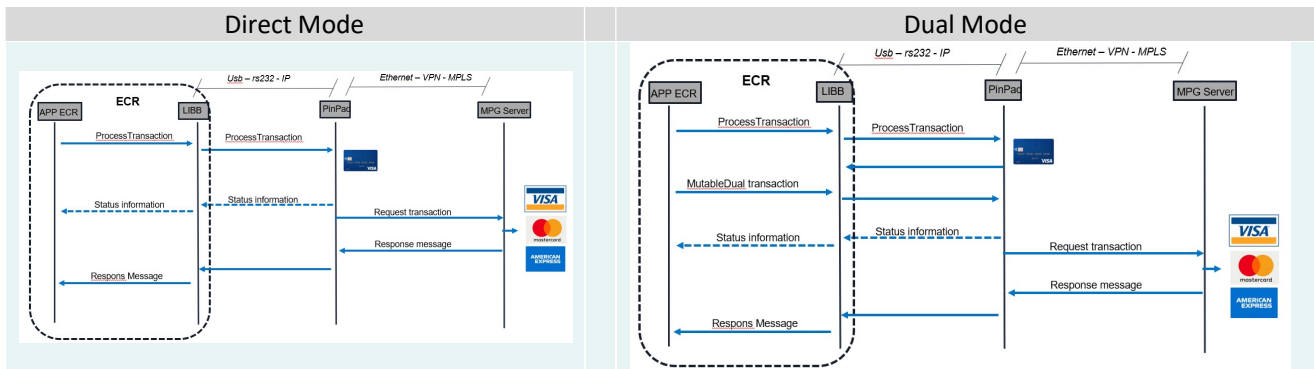 Direct Mode
Usb – rs232 - IP
Ethernet – VPN - MPLS
ECR
APP ECR
LIBB
PinPad
MPG Server
ProcessTransaction
ProcessTransaction
VISA
Status information
Status information
Request transaction
VISA
mastercard
Response message
AMERICAN
EXPRESS
Respons Message
Dual Mode
Usb – rs232 - IP
Ethernet – VPN - MPLS
ECR
APP ECR
LIBB
PinPad
MPG Server
ProcessTransaction
ProcessTransaction
VISA
MutableDual transaction
Status information
Status information
VISA
Request transaction
mastercard
Response message
AMERICAN
EXPRESS
Respons Message